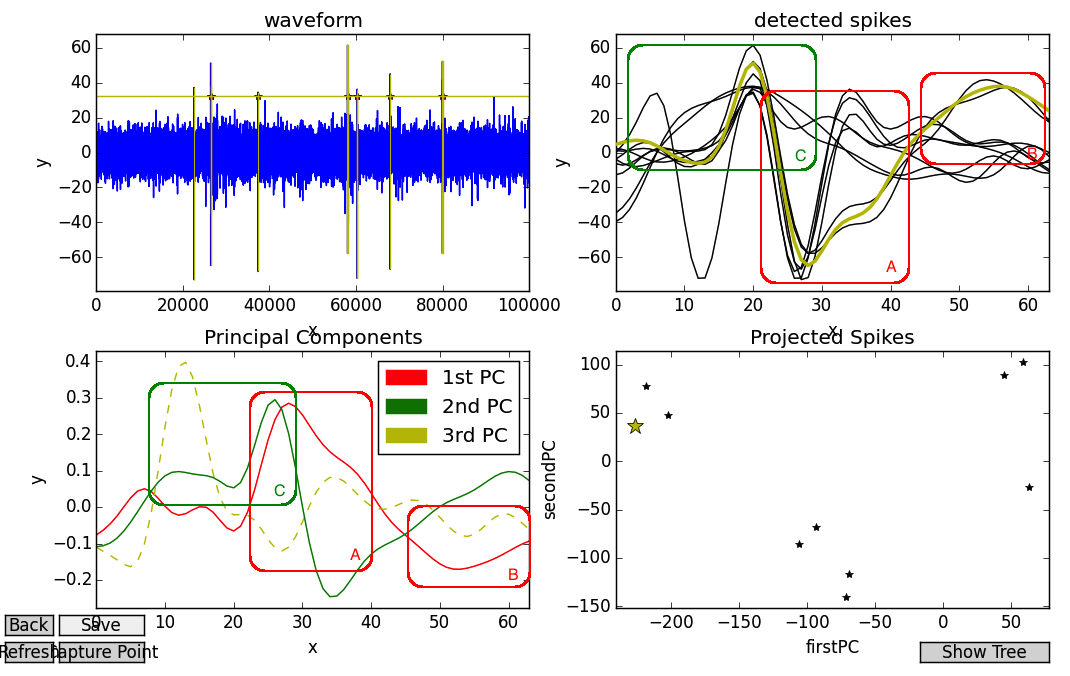 waveform
60
40
20
0
−20
−40
−60
y
0 20000 40000 60000 80000 100000
x
detected spikes
60
40
20
0
−20
−40
−60
y
C
B
A
0 10 20 30 40 50 60
x
Principal Components
0.4
0.3
0.2
0.1
0.0
−0.1
−0.2
y
1st PC
2nd PC
3rd PC
C
A
B
0 10 20 30 40 50 60
x
Projected Spikes
100
50
0
−50
−100
−150
secondPC
−200 −150 −100 −50 0 50
firstPC
Back Save
Refresh apture Point
Show Tree